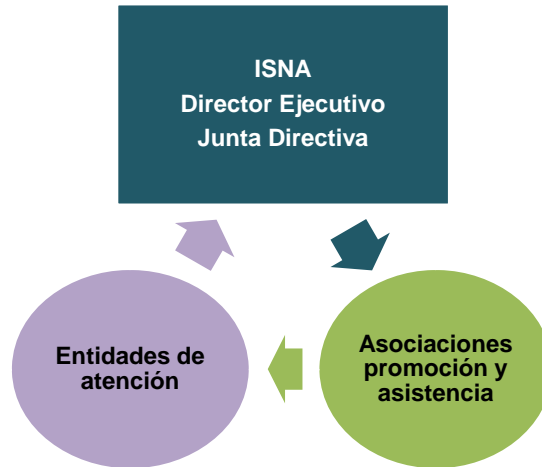 ISNA
Director Ejecutivo
Junta Directiva
Entidades de
atención
Asociaciones
promoción y
asistencia